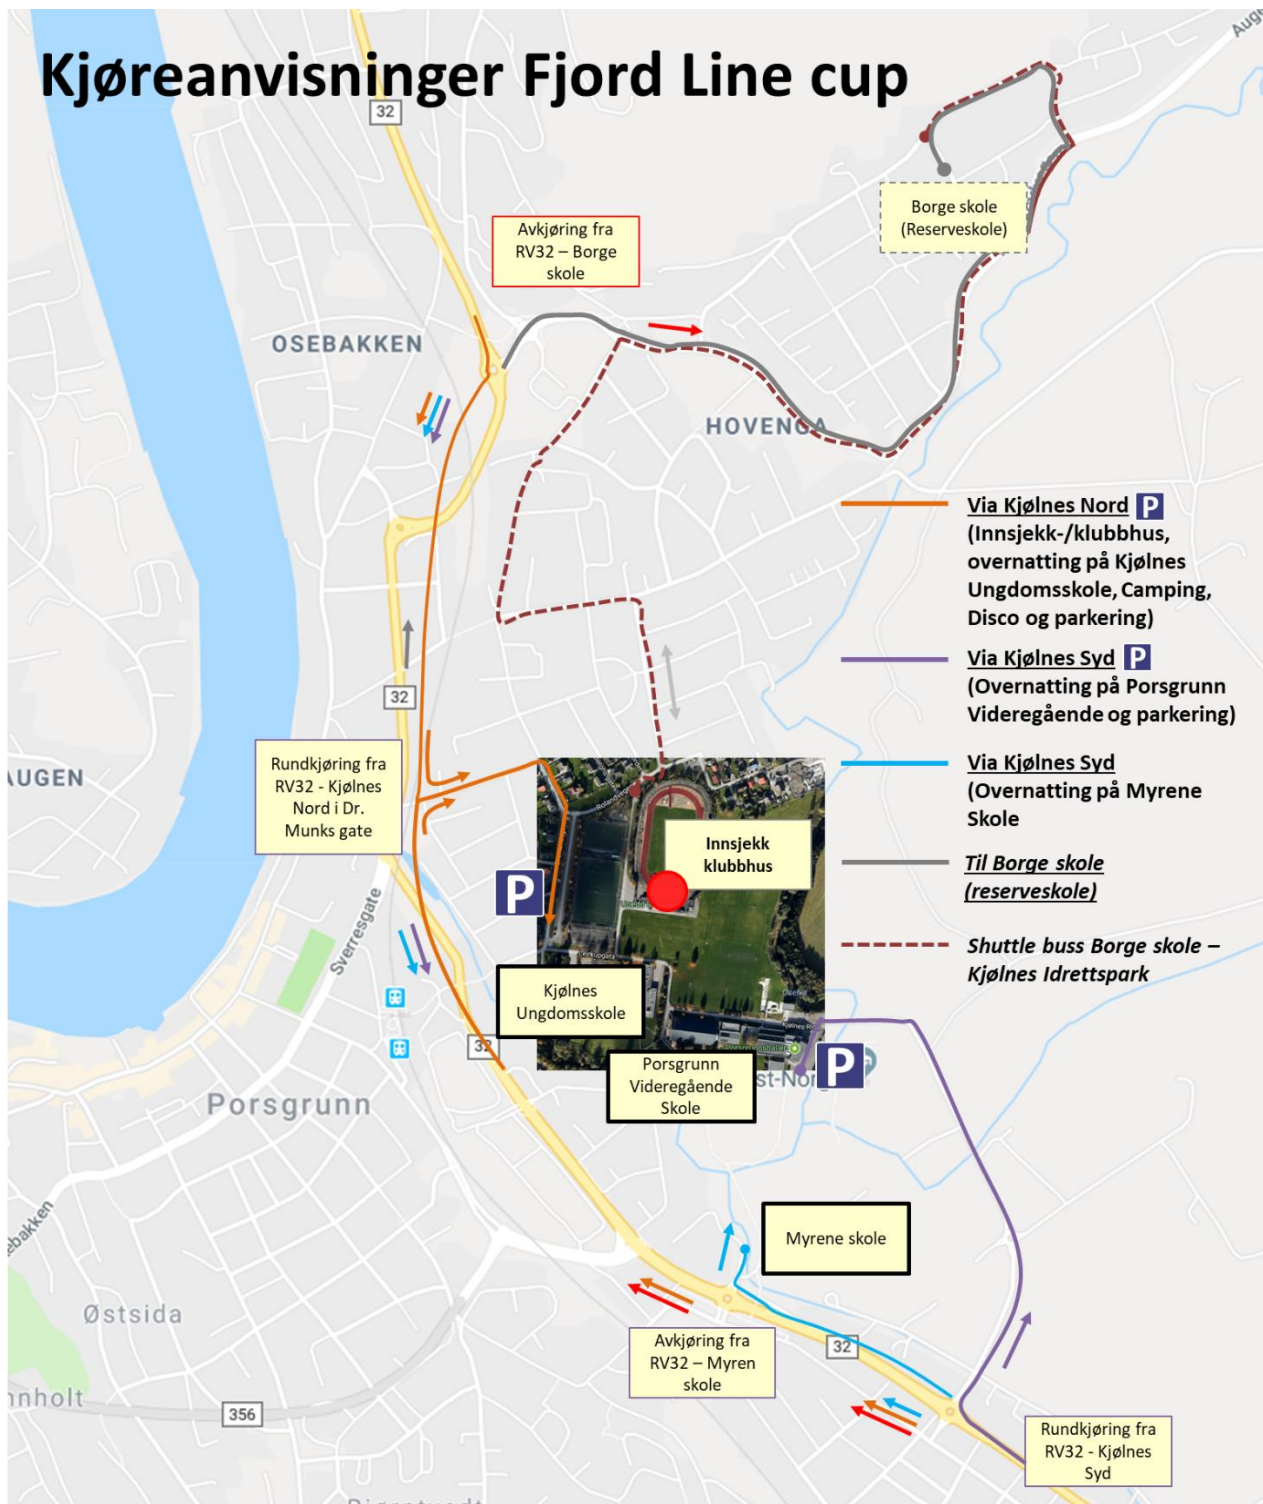 Kjøreanvisninger Fjord Line cup
32
Borge skole
(Reserveskole)
Avkjøring fra
RV32 – Borge
skole
OSEBAKKEN
HOVENGA
Via Kjølnes Nord P
(Innsjekk-/klubbhus,
overnatting på Kjølnes
Ungdomsskole, Camping,
Disco og parkering)
Via Kjølnes Syd P
(Overnatting på Porsgrunn
Videregående og parkering)
Via Kjølnes Syd
(Overnatting på Myrene
Skole
Til Borge skole
(reserveskole)
Shuttle buss Borge skole –
Kjølnes Idrettspark
32
AUGEN
Rundkjøring fra
RV32 - Kjølnes
Nord i Dr.
Munks gate
Innsjekk
klubbhus
P
Sverresgate
Kjølnes
Ungdomsskole
32
Porsgrunn
Videregående
Skole
P
Porsgrunn
Myrene skole
Østsida
Avkjøring fra
RV32 – Myren
skole
32
356
Rundkjøring fra
RV32 - Kjølnes
Syd